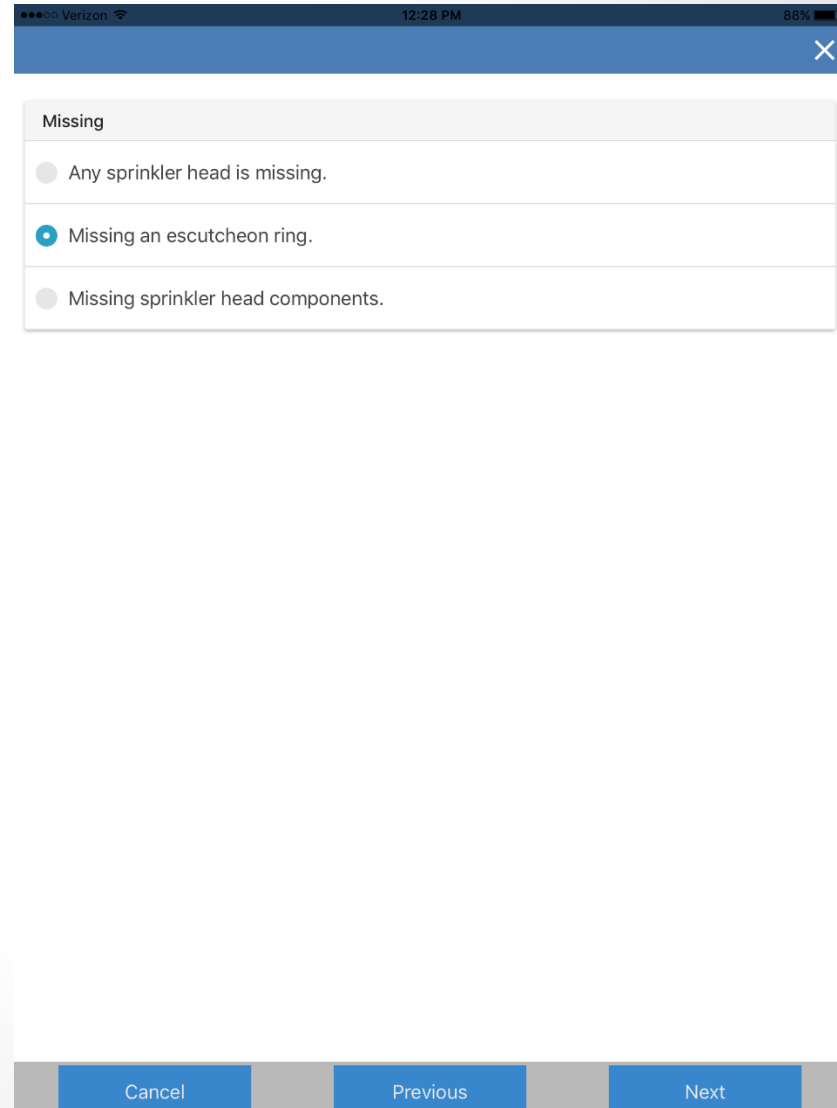 Verizon 12:28 PM 88%
Missing
Any sprinkler head is missing.
Missing an escutcheon ring.
Missing sprinkler head components.
Cancel Previous Next